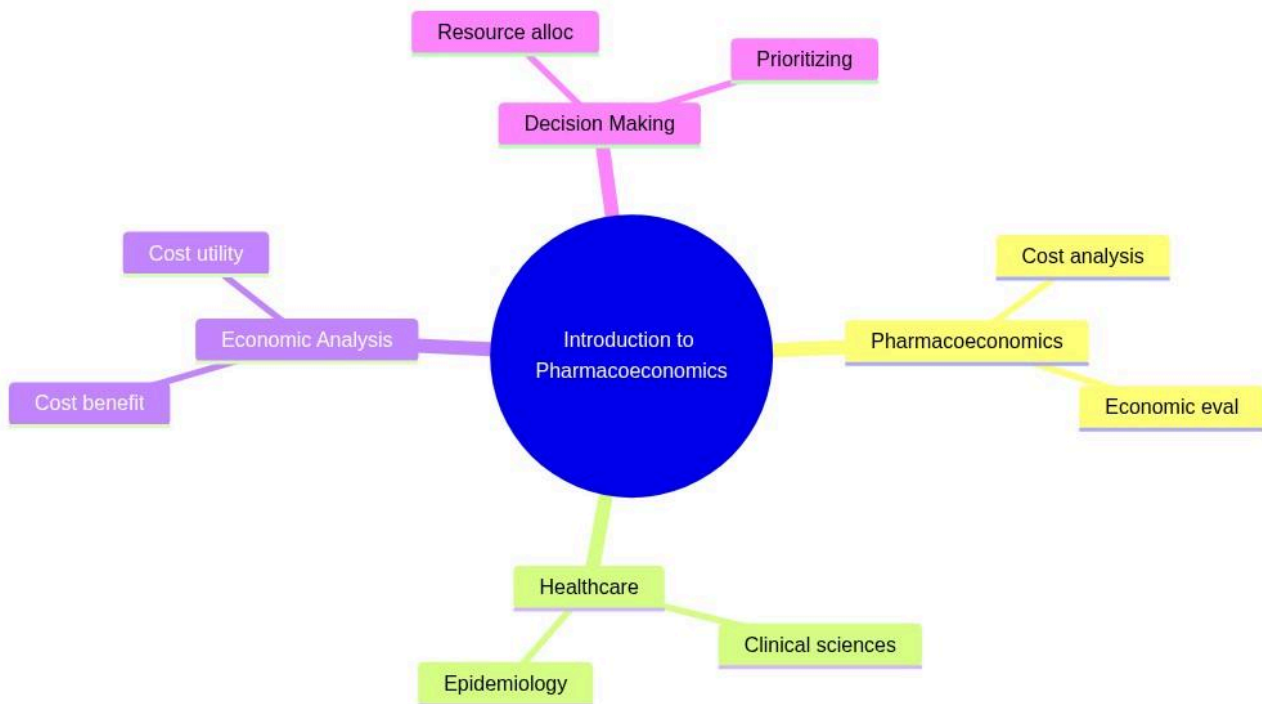 Resource alloc
Prioritizing
Decision Making
Cost utility
Cost analysis
Economic Analysis
Introduction to
Pharmacoeconomics
Pharmacoeconomics
Cost benefit
Economic eval
Healthcare
Clinical sciences
Epidemiology